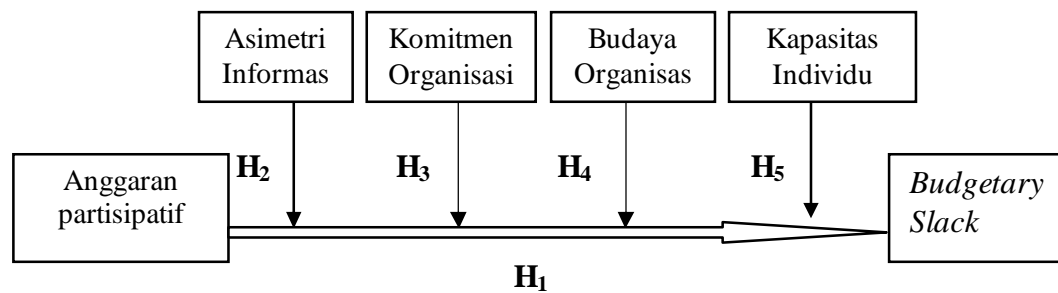 Asimetri
Informas
Komitmen
Organisasi
Budaya
Organisas
Kapasitas
Individu
H2
H3
H4
H5
Anggaran
partisipatif
Budgetary
Slack
H1